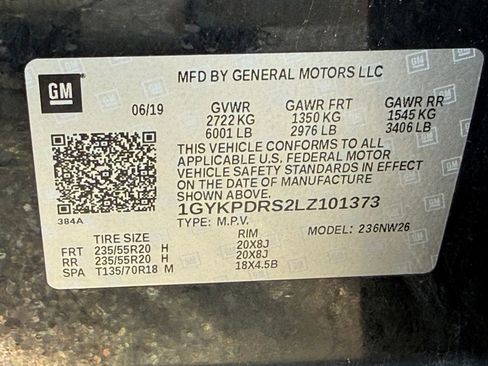 GM
MFD BY GENERAL MOTORS LLC
06/19 GVWR GAWR FRT GAWR RR
2722 KG 1350 KG 1545 KG
6001 LB 2976 LB 3406 LB
THIS VEHICLE CONFORMS TO ALL
APPLICABLE U.S. FEDERAL MOTOR
VEHICLE SAFETY STANDARDS IN EFFECT
ON THE DATE OF MANUFACTURE
SHOWN ABOVE.
384A
1GYKPDRS2LZ101373
TYPE: M.P.V. MODEL: 236NW26
TIRE SIZE RIM
FRT 235/55R20 H 20X8J
RR 235/55R20 H 20X8J
SPA T135/70R18 M 18X4.5B